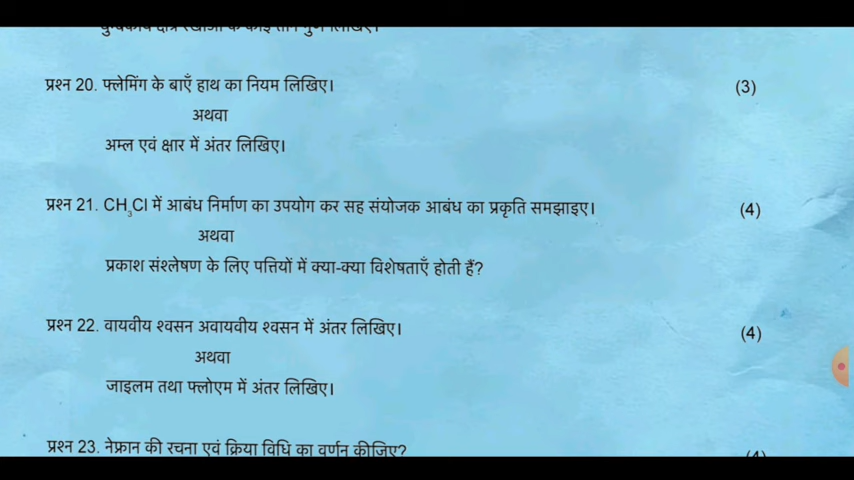 चुम्बकीय क्षेत्र रेखाओं के कोई तीन गुण लिखिए।
प्रश्न 20. फ्लेमिंग के बाएँ हाथ का नियम लिखिए। (3)
अथवा
अम्ल एवं क्षार में अंतर लिखिए।
प्रश्न 21. CH₃Cl में आबंध निर्माण का उपयोग कर सह संयोजक आबंध का प्रकृति समझाइए। (4)
अथवा
प्रकाश संश्लेषण के लिए पत्तियों में क्या-क्या विशेषताएँ होती हैं?
प्रश्न 22. वायवीय श्वसन अवायवीय श्वसन में अंतर लिखिए। (4)
अथवा
जाइलम तथा फ्लोएम में अंतर लिखिए।
प्रश्न 23. नेफ्रान की रचना एवं क्रिया विधि का वर्णन कीजिए? (4)